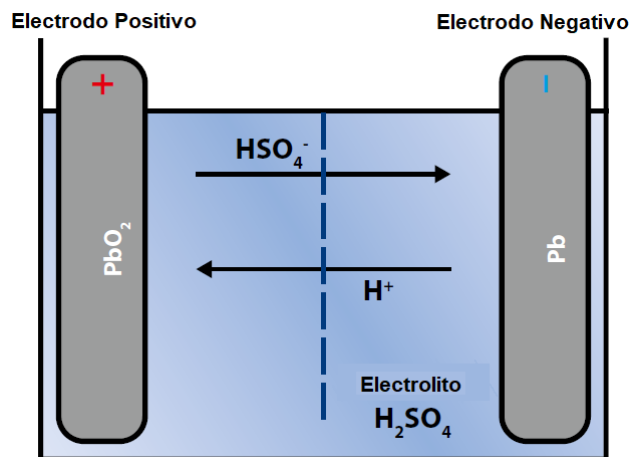 Electrodo Positivo
Electrodo Negativo
+
−
HSO₄⁻
PbO₂
Pb
H⁺
Electrolito
H₂SO₄